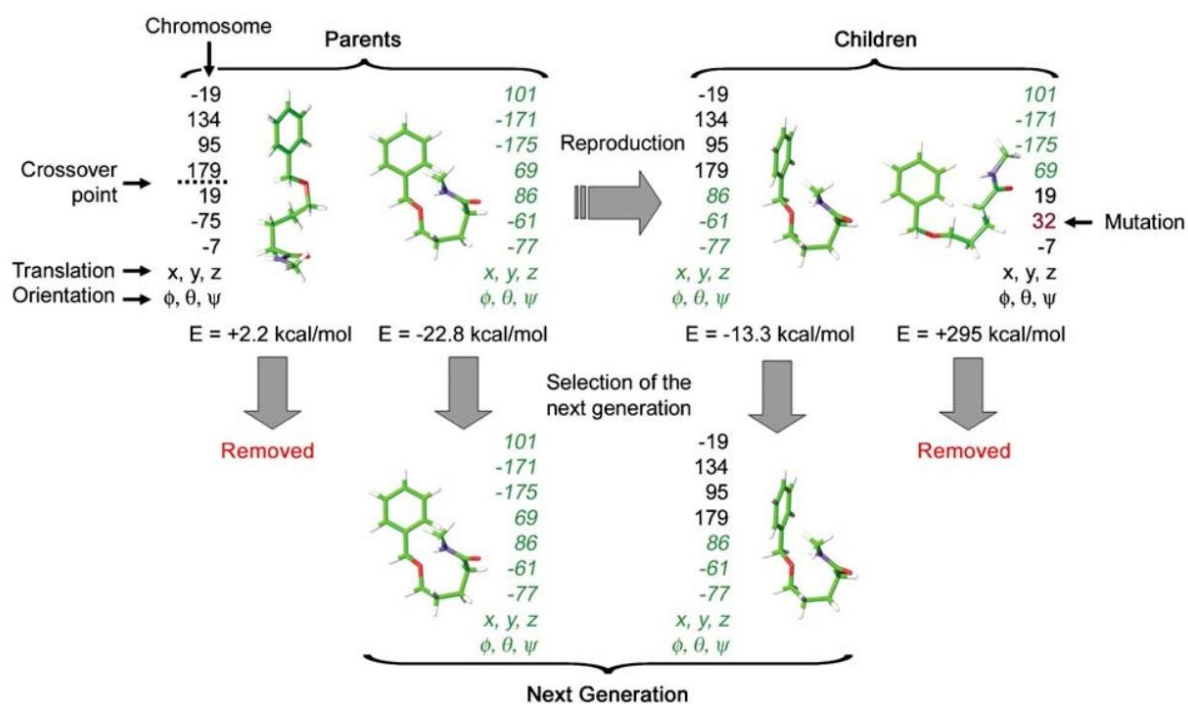 Chromosome
Parents
Children
-19
134
95
179
19
-75
-7
x, y, z
ϕ, θ, ψ
101
-171
-175
69
86
-61
-77
x, y, z
ϕ, θ, ψ
Crossover
point
Translation
Orientation
Reproduction
-19
134
95
179
86
-61
-77
x, y, z
ϕ, θ, ψ
101
-171
-175
69
19
32
-7
x, y, z
ϕ, θ, ψ
Mutation
E = +2.2 kcal/mol
E = -22.8 kcal/mol
E = -13.3 kcal/mol
E = +295 kcal/mol
Selection of the
next generation
Removed
Removed
101
-171
-175
69
86
-61
-77
x, y, z
ϕ, θ, ψ
-19
134
95
179
86
-61
-77
x, y, z
ϕ, θ, ψ
Next Generation